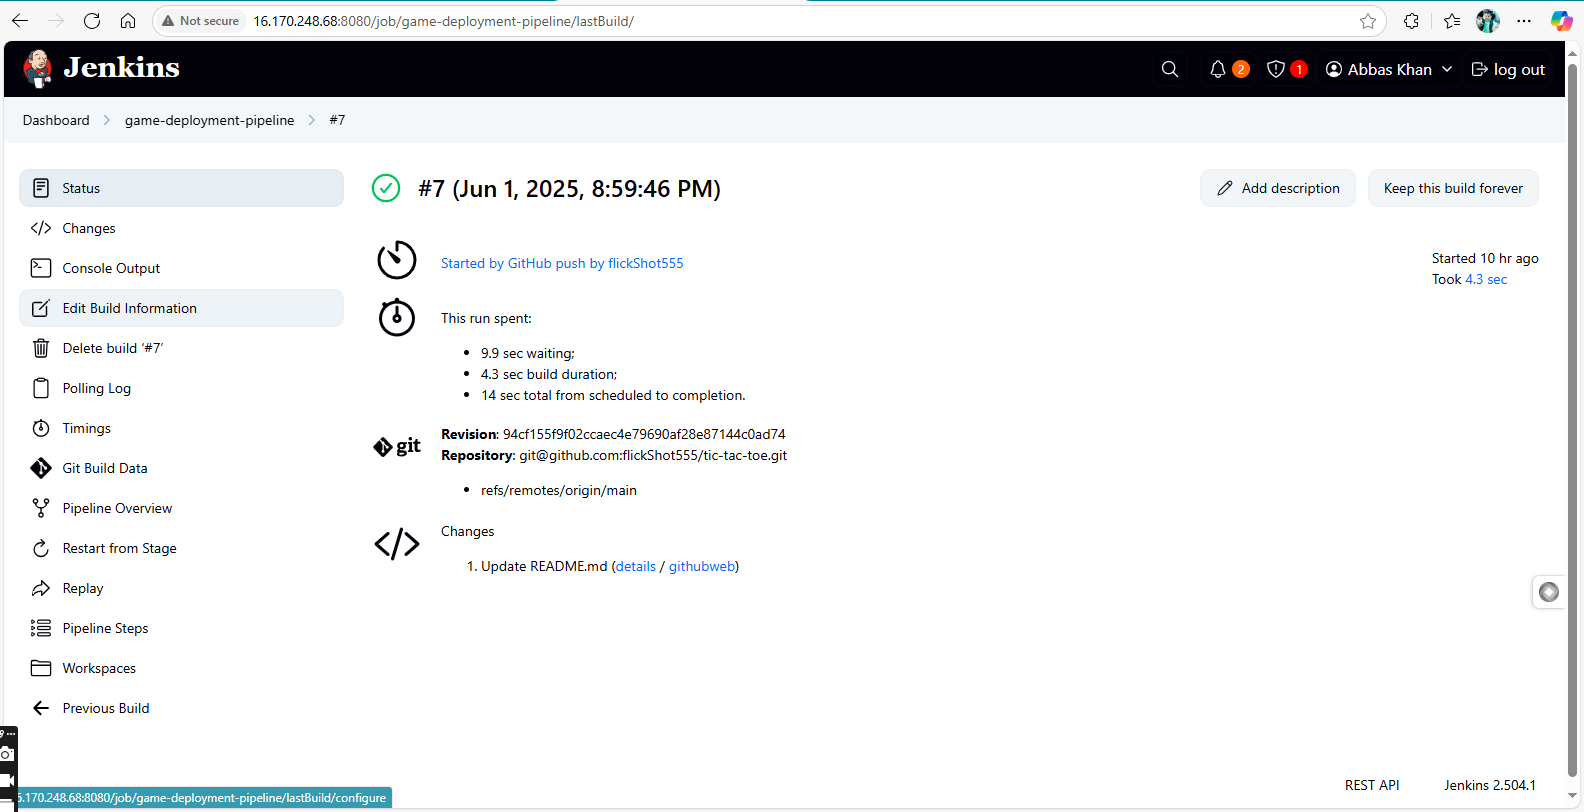 Not secure 16.170.248.68:8080/job/game-deployment-pipeline/lastBuild/
Jenkins
2 1 Abbas Khan log out
Dashboard game-deployment-pipeline #7
Status
Changes
Console Output
Edit Build Information
Delete build ‘#7’
Polling Log
Timings
Git Build Data
Pipeline Overview
Restart from Stage
Replay
Pipeline Steps
Workspaces
Previous Build
#7 (Jun 1, 2025, 8:59:46 PM)
Add description Keep this build forever
Started by GitHub push by flickShot555
Started 10 hr ago
Took 4.3 sec
This run spent:
• 9.9 sec waiting;
• 4.3 sec build duration;
• 14 sec total from scheduled to completion.
git
Revision: 94cf155f9f02ccaec4e79690af28e87144c0ad74
Repository: git@github.com:flickShot555/tic-tac-toe.git
• refs/remotes/origin/main
Changes
1. Update README.md (details / githubweb)
REST API Jenkins 2.504.1
6.170.248.68:8080/job/game-deployment-pipeline/lastBuild/configure